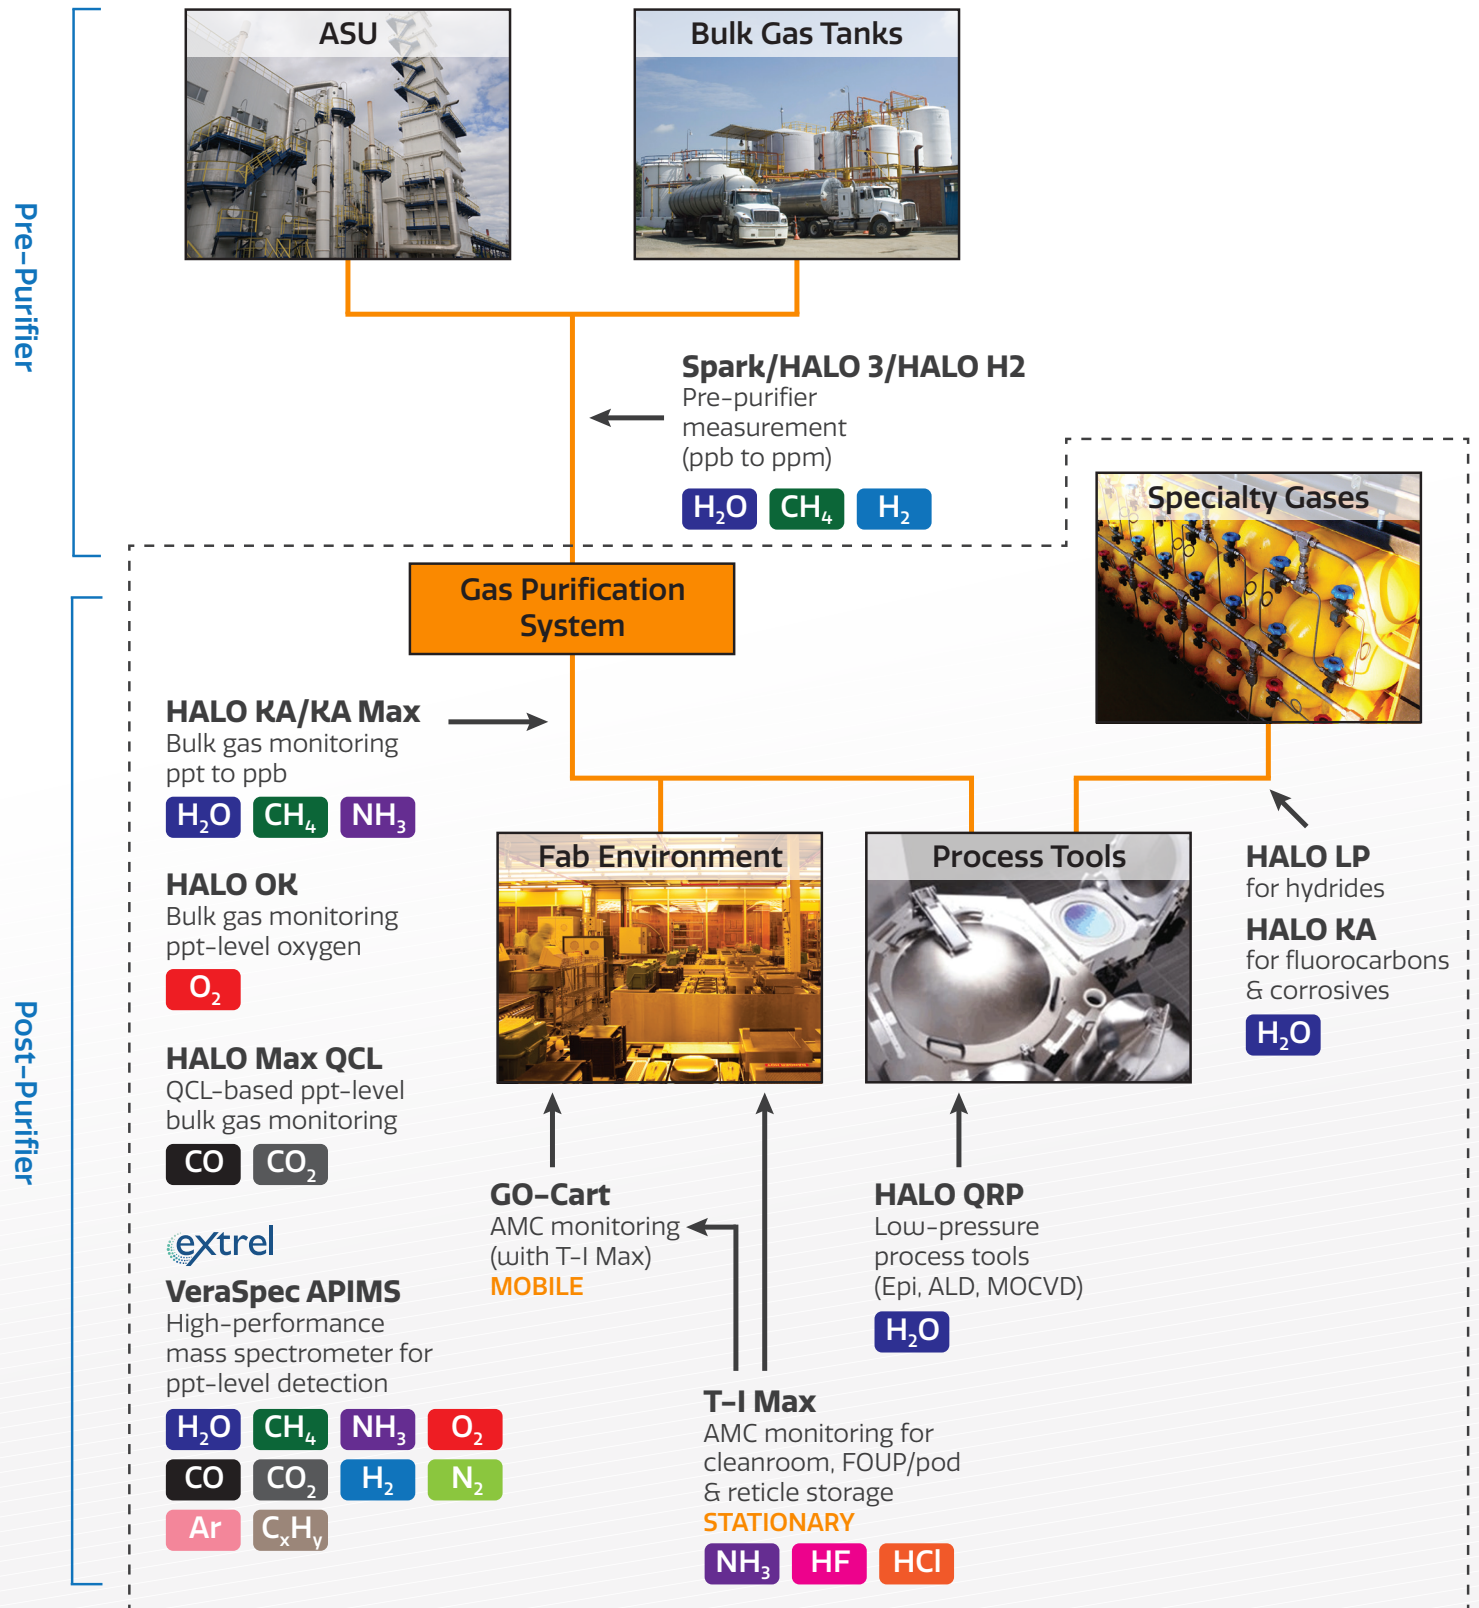 ASU
Bulk Gas Tanks
Pre-Purifier
Spark/HALO 3/HALO H2
Pre-purifier
measurement
(ppb to ppm)
H₂O CH₄ H₂
Specialty Gases
Gas Purification
System
Post-Purifier
HALO KA/KA Max
Bulk gas monitoring
ppt to ppb
H₂O CH₄ NH₃
HALO OK
Bulk gas monitoring
ppt-level oxygen
O₂
HALO Max QCL
QCL-based ppt-level
bulk gas monitoring
CO CO₂
extrel
VeraSpec APIMS
High-performance
mass spectrometer for
ppt-level detection
H₂O CH₄ NH₃ O₂
CO CO₂ H₂ N₂
Ar CₓHᵧ
Fab Environment
Process Tools
HALO LP
for hydrides
HALO KA
for fluorocarbons
& corrosives
H₂O
GO-Cart
AMC monitoring
(with T-I Max)
MOBILE
HALO QRP
Low-pressure
process tools
(Epi, ALD, MOCVD)
H₂O
T-I Max
AMC monitoring for
cleanroom, FOUP/pod
& reticle storage
STATIONARY
NH₃ HF HCl